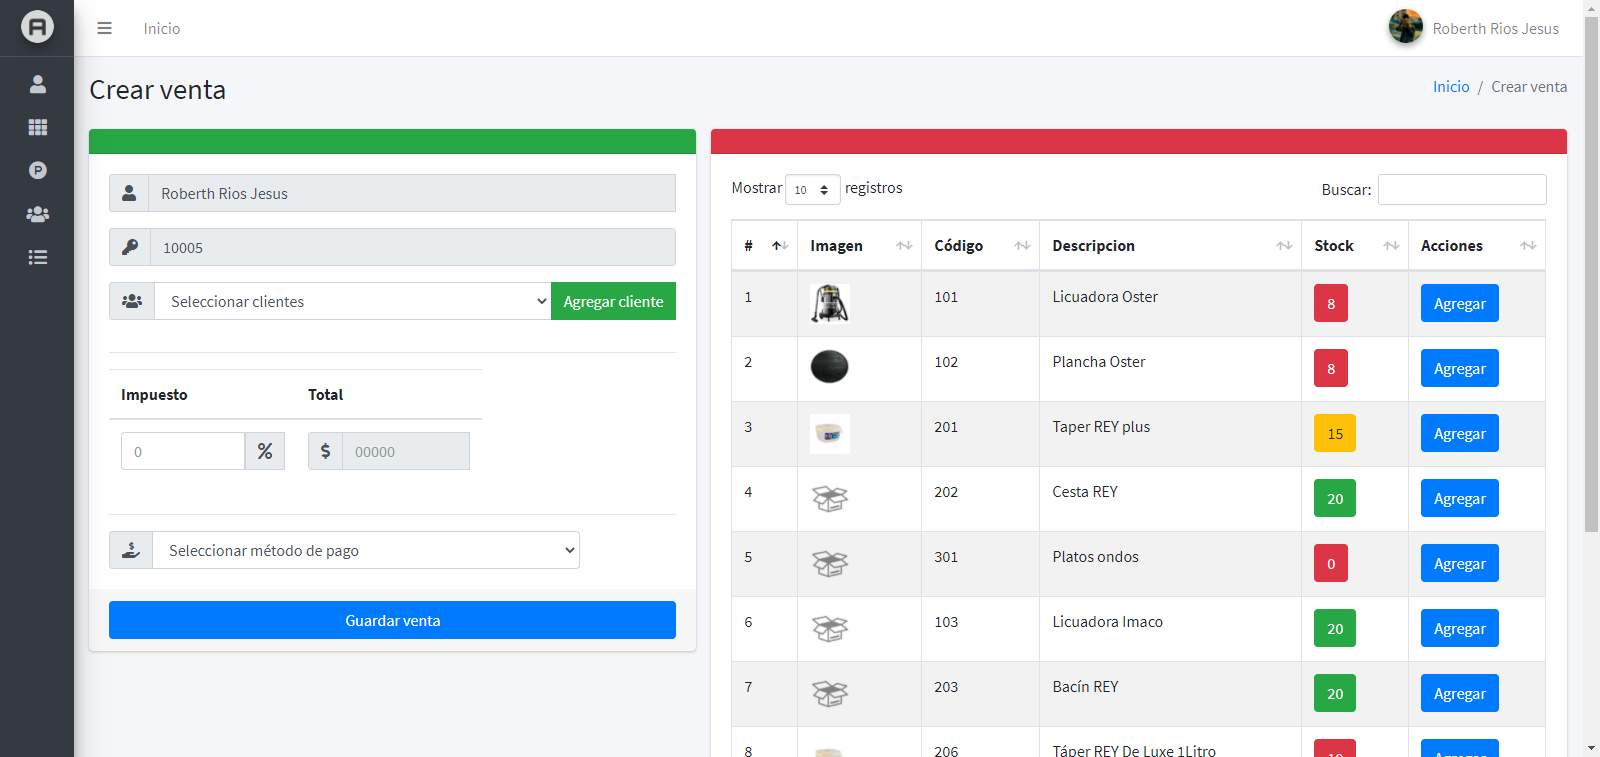 A
Inicio
Roberth Rios Jesus
Crear venta
Inicio / Crear venta
Roberth Rios Jesus
10005
Seleccionar clientes
Agregar cliente
Impuesto Total
0 % $ 00000
$
Seleccionar método de pago
Guardar venta
P
Mostrar 10 registros
Buscar:
# Imagen Código Descripcion Stock Acciones
1 101 Licuadora Oster 8 Agregar
2 102 Plancha Oster 8 Agregar
3 201 Taper REY plus 15 Agregar
4 202 Cesta REY 20 Agregar
5 301 Platos ondos 0 Agregar
6 103 Licuadora Imaco 20 Agregar
7 203 Bacín REY 20 Agregar
8 206 Táper REY De Luxe 1Litro 10 Agregar